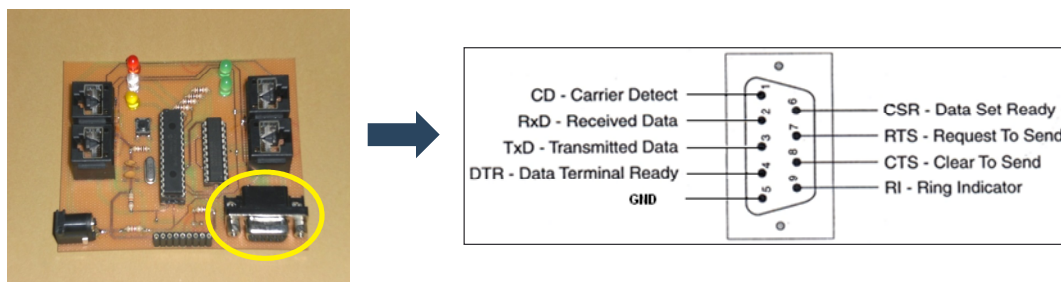 CD - Carrier Detect
RxD - Received Data
TxD - Transmitted Data
DTR - Data Terminal Ready
GND
1
2
3
4
5
6
7
8
9
CSR - Data Set Ready
RTS - Request To Send
CTS - Clear To Send
RI - Ring Indicator